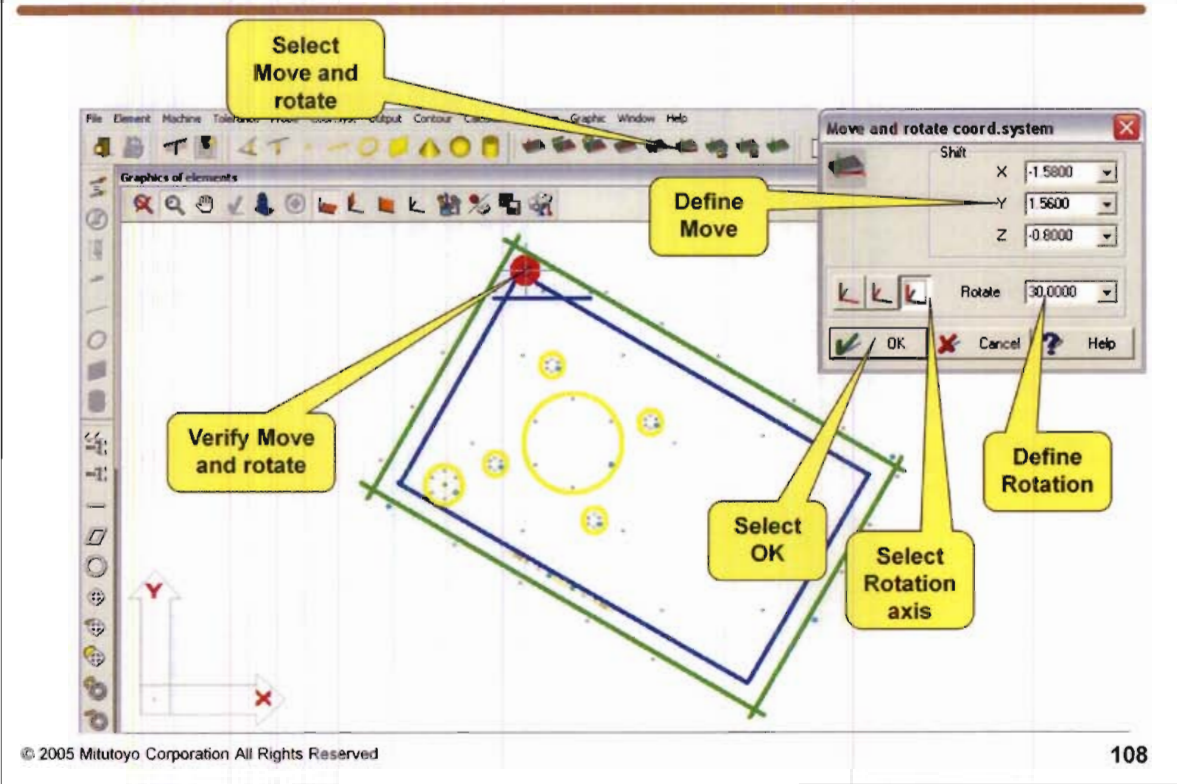 Select
Move and
rotate
File Element Machine Output Contour Graphic Window Help
Move and rotate coord.system
Graphics of elements
Shift
X -1.5800
Y 1.5600
Z -0.8000
Define
Move
Rotate 30.0000
OK Cancel Help
Verify Move
and rotate
Define
Rotation
Select
OK
Select
Rotation
axis
Y
X
© 2005 Mitutoyo Corporation All Rights Reserved
108